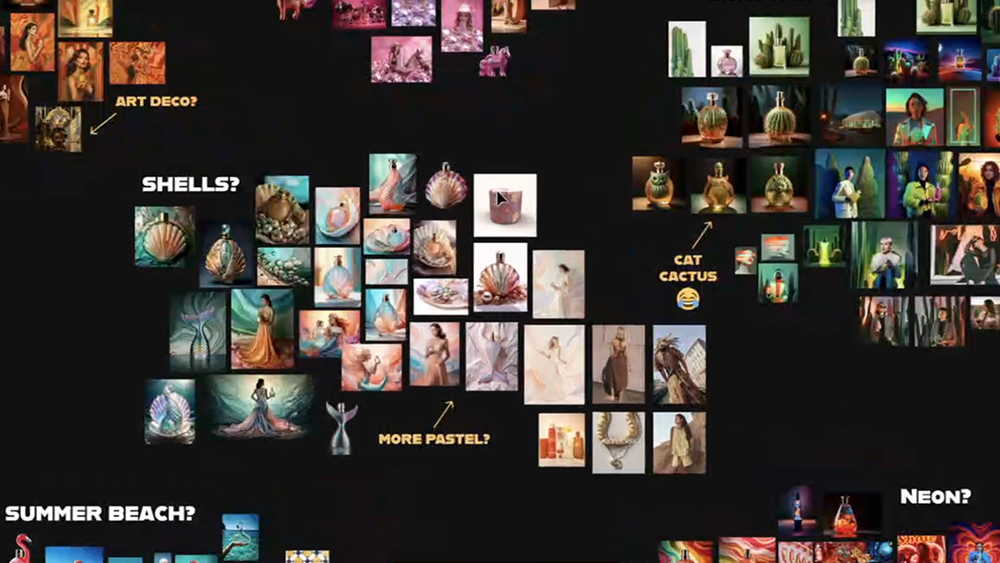 ART DECO?
SHELLS?
CAT
CACTUS
MORE PASTEL?
SUMMER BEACH?
NEON?